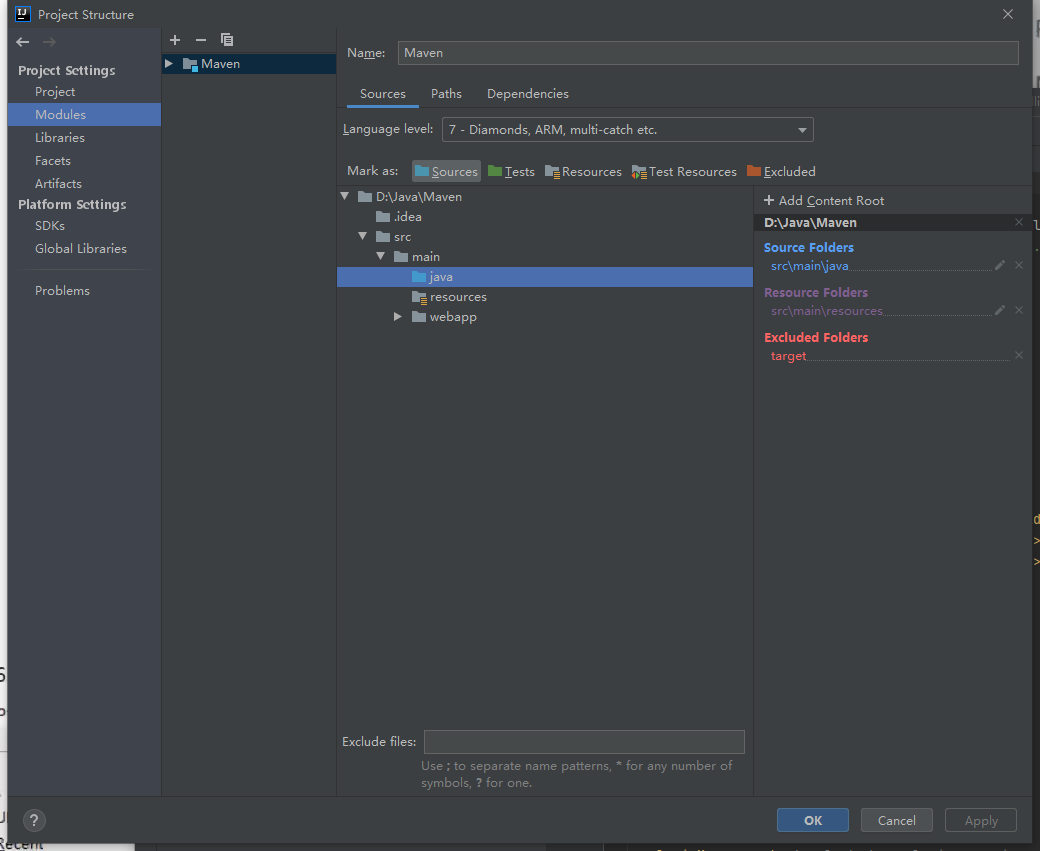 Project Structure
Project Settings
Project
Modules
Libraries
Facets
Artifacts
Platform Settings
SDKs
Global Libraries
Problems
Maven
Name: Maven
Sources Paths Dependencies
Language level: 7 - Diamonds, ARM, multi-catch etc.
Mark as: Sources Tests Resources Test Resources Excluded
D:\Java\Maven
.idea
src
main
java
resources
webapp
+ Add Content Root
D:\Java\Maven
Source Folders
src\main\java
Resource Folders
src\main\resources
Excluded Folders
target
Exclude files:
Use ; to separate name patterns, * for any number of
symbols, ? for one.
? OK Cancel Apply
Recent